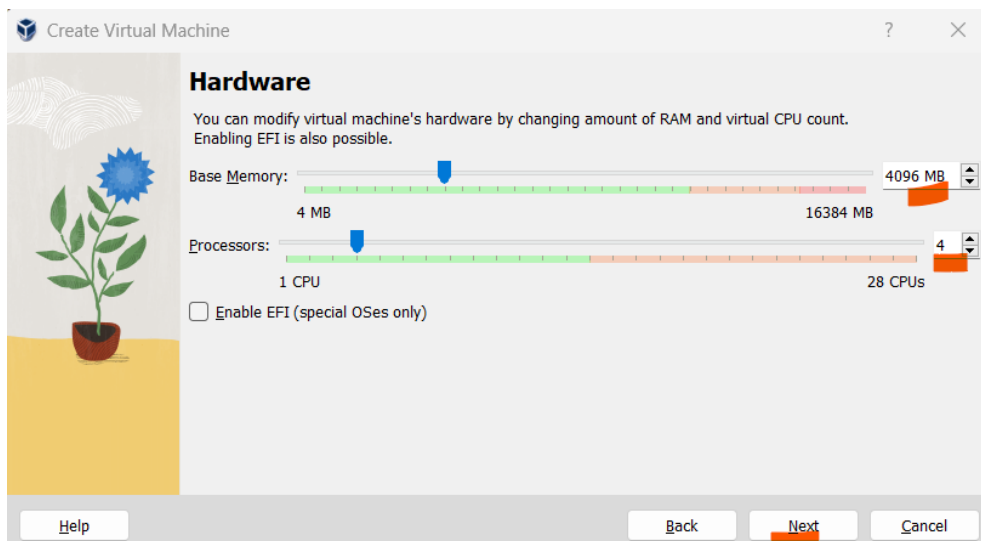 Create Virtual Machine
Hardware
You can modify virtual machine's hardware by changing amount of RAM and virtual CPU count.
Enabling EFI is also possible.
Base Memory: 4096 MB
4 MB 16384 MB
Processors: 4
1 CPU 28 CPUs
Enable EFI (special OSes only)
Help Back Next Cancel